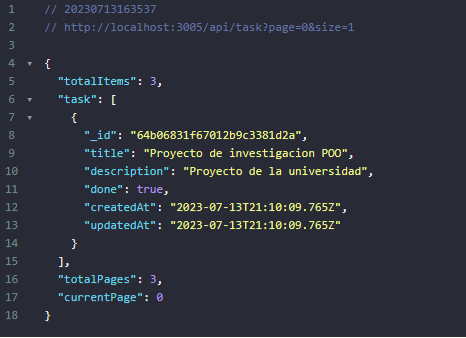 1 // 20230713163537
2 // http://localhost:3005/api/task?page=0&size=1
3
4 {
5 "totalItems": 3,
6 "task": [
7 {
8 "_id": "64b06831f67012b9c3381d2a",
9 "title": "Proyecto de investigacion POO",
10 "description": "Proyecto de la universidad",
11 "done": true,
12 "createdAt": "2023-07-13T21:10:09.765Z",
13 "updatedAt": "2023-07-13T21:10:09.765Z"
14 }
15 ],
16 "totalPages": 3,
17 "currentPage": 0
18 }